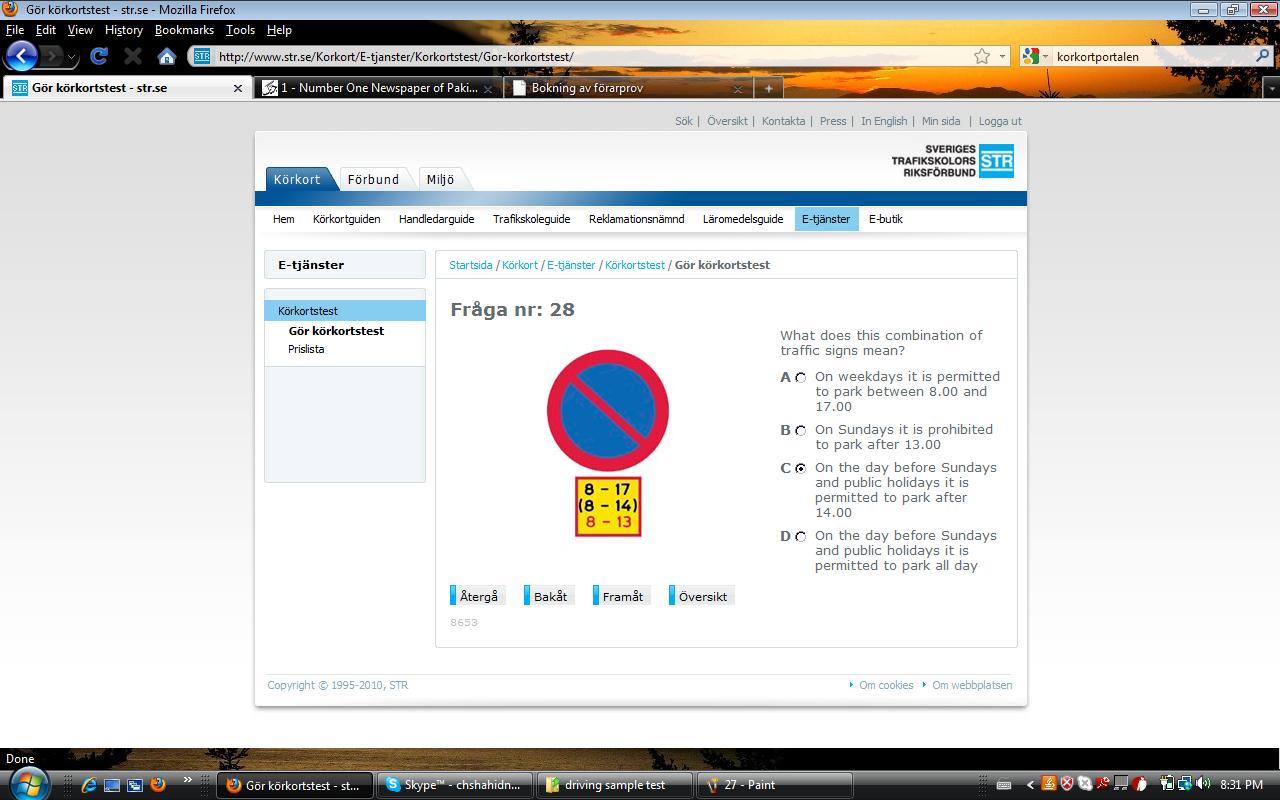 Gör körkortstest - str.se - Mozilla Firefox
File Edit View History Bookmarks Tools Help
STR http://www.str.se/Korkort/E-tjanster/Korkortstest/Gor-korkortstest/ korkortportalen
STR Gör körkortstest - str.se 1 - Number One Newspaper of Paki... Bokning av förarprov
Sök | Översikt | Kontakta | Press | In English | Min sida | Logga ut
SVERIGES
TRAFIKSKOLORS STR
RIKSFÖRBUND
Körkort Förbund Miljö
Hem Körkortguiden Handledarguide Trafikskoleguide Reklamationsnämnd Läromedelsguide E-tjänster E-butik
E-tjänster
Körkortstest
Gör körkortstest
Prislista
Startsida / Körkort / E-tjänster / Körkortstest / Gör körkortstest
Fråga nr: 28
8 - 17
(8 - 14)
8 - 13
What does this combination of
traffic signs mean?
A On weekdays it is permitted
to park between 8.00 and
17.00
B On Sundays it is prohibited
to park after 13.00
C On the day before Sundays
and public holidays it is
permitted to park after
14.00
D On the day before Sundays
and public holidays it is
permitted to park all day
Återgå Bakåt Framåt Översikt
8653
Copyright © 1995-2010, STR Om cookies Om webbplatsen
Done
Gör körkortstest - st... Skype™ - chshahidn... driving sample test 27 - Paint 8:31 PM